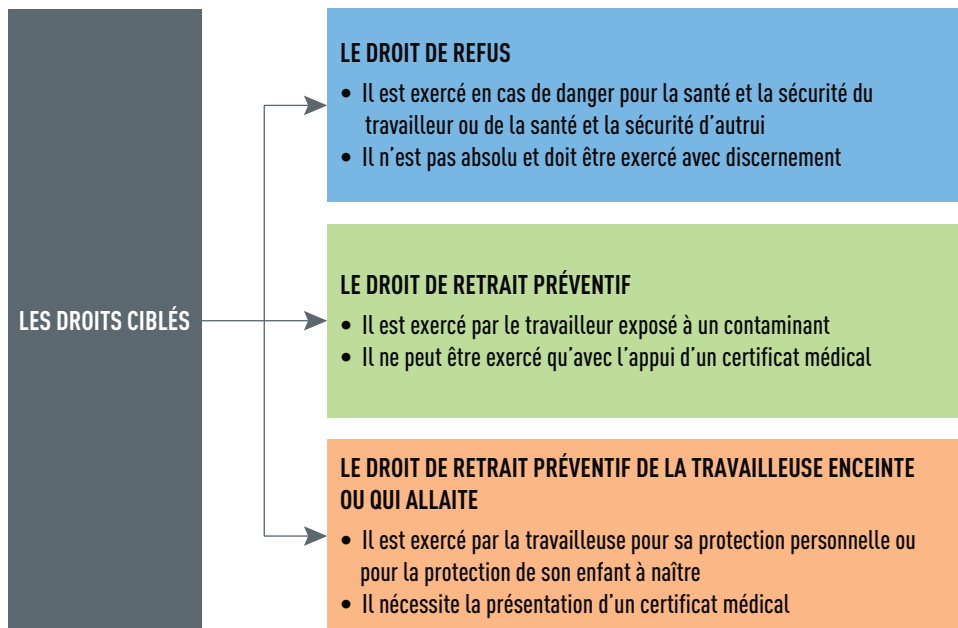 LES DROITS CIBLÉS
LE DROIT DE REFUS
• Il est exercé en cas de danger pour la santé et la sécurité du
travailleur ou de la santé et la sécurité d'autrui
• Il n'est pas absolu et doit être exercé avec discernement
LE DROIT DE RETRAIT PRÉVENTIF
• Il est exercé par le travailleur exposé à un contaminant
• Il ne peut être exercé qu'avec l'appui d'un certificat médical
LE DROIT DE RETRAIT PRÉVENTIF DE LA TRAVAILLEUSE ENCEINTE
OU QUI ALLAITE
• Il est exercé par la travailleuse pour sa protection personnelle ou
pour la protection de son enfant à naître
• Il nécessite la présentation d'un certificat médical